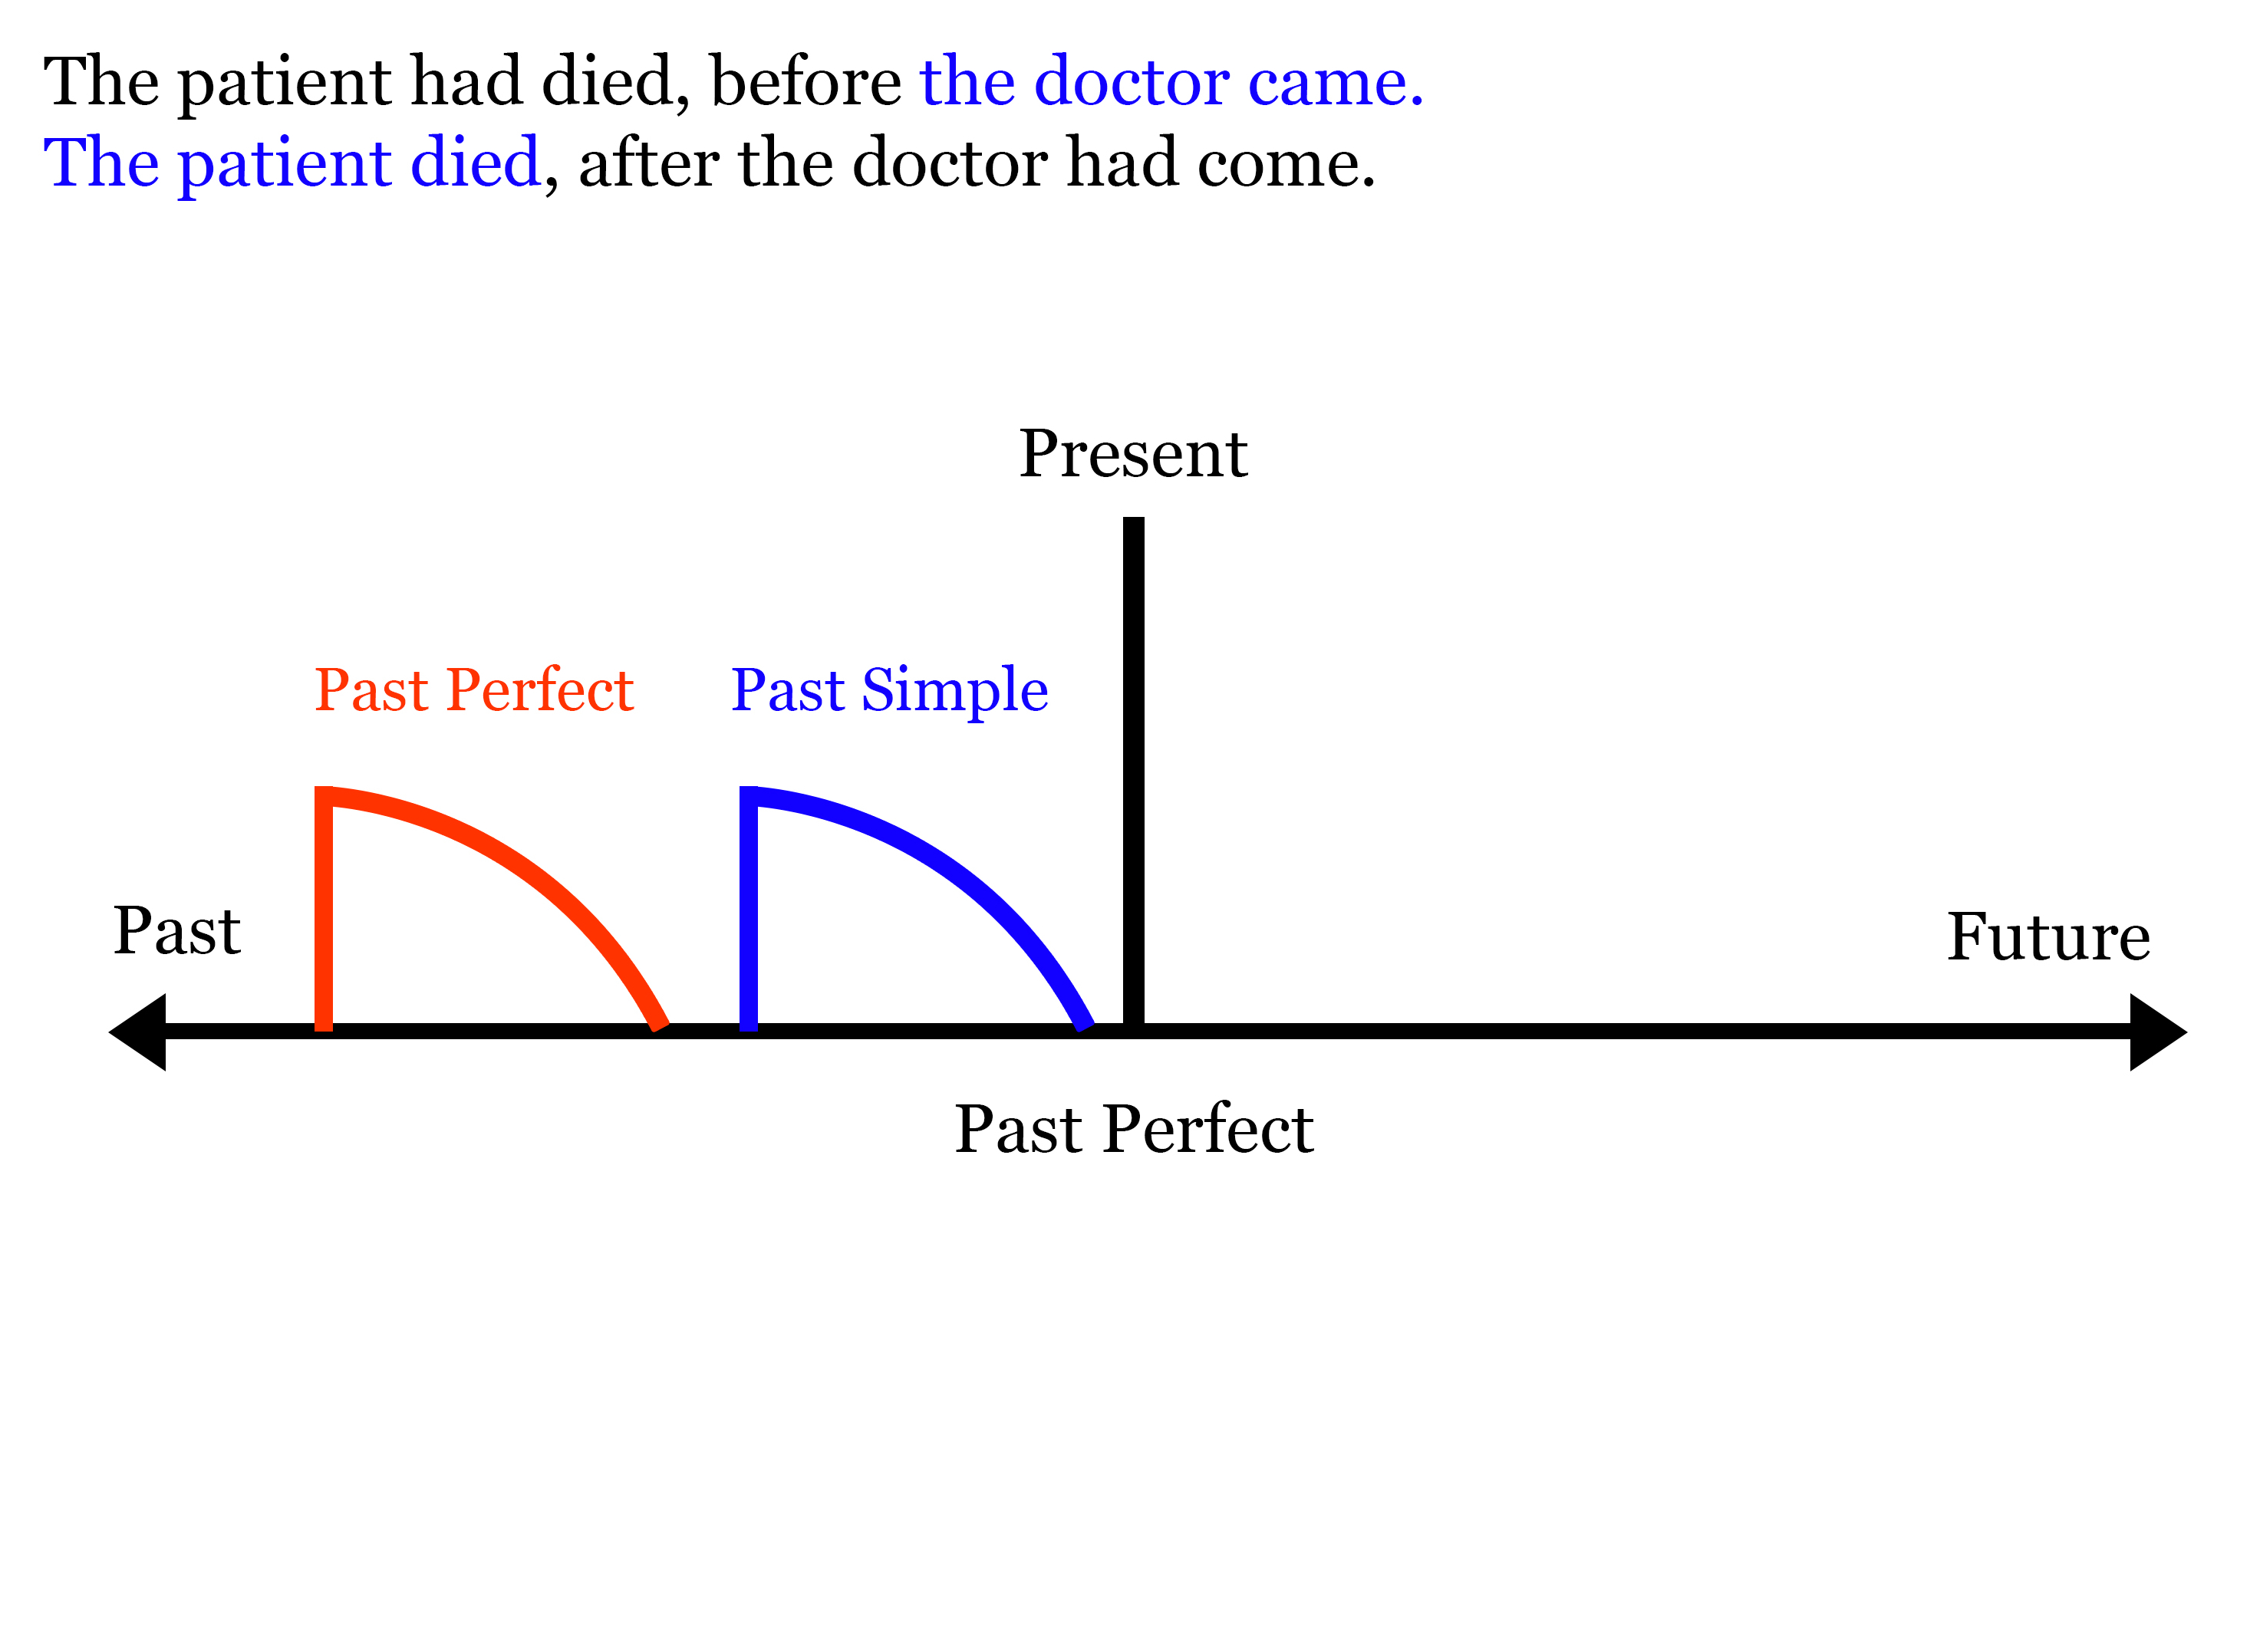 The patient had died, before the doctor came.
The patient died, after the doctor had come.
Present
Past Perfect
Past Simple
Past
Future
Past Perfect